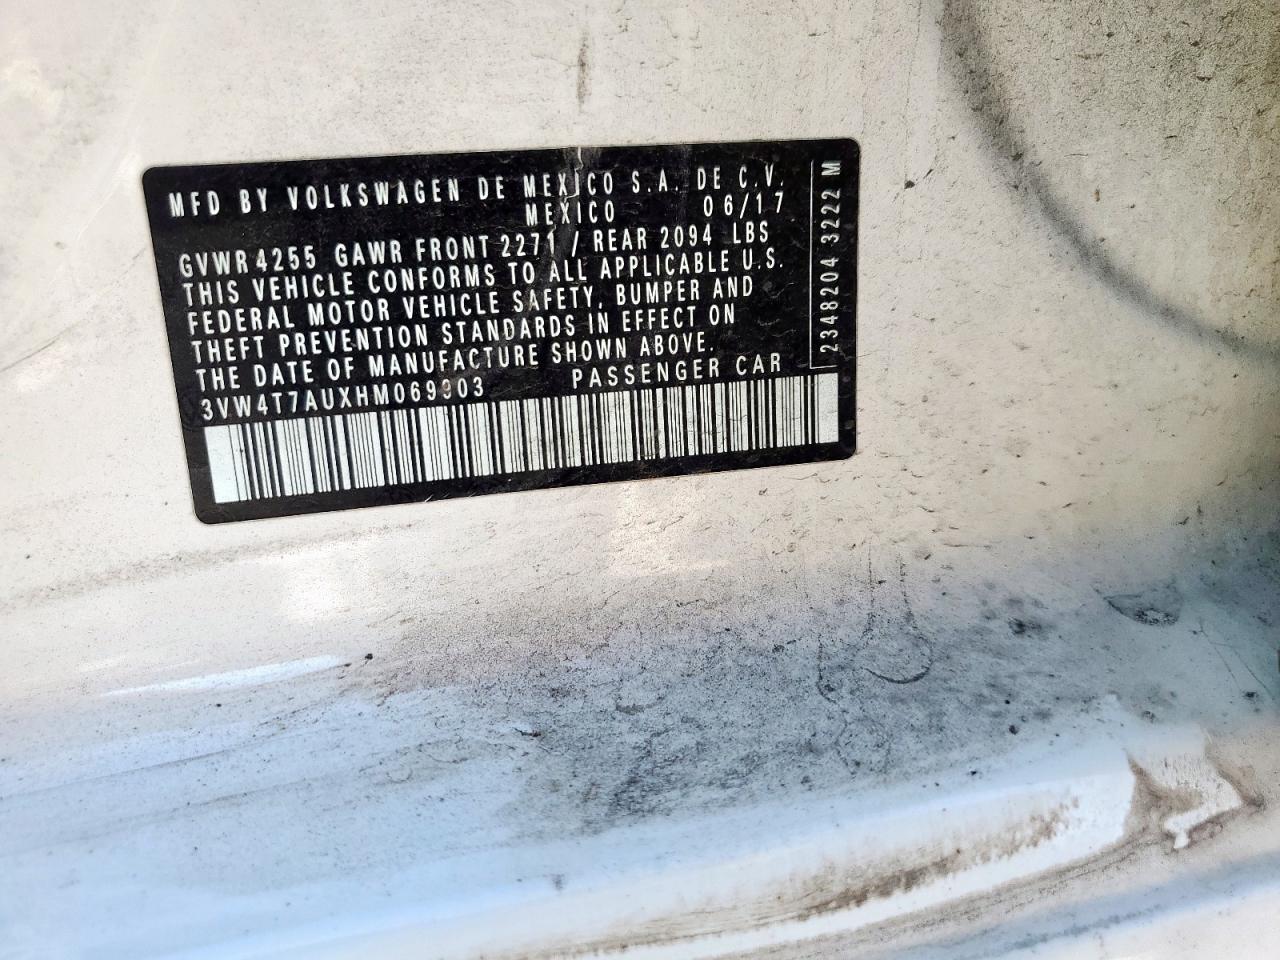 MFD BY VOLKSWAGEN DE MEXICO S.A. DE C.V.
MEXICO 06/17
GVWR 4255 GAWR FRONT 2271 / REAR 2094 LBS
THIS VEHICLE CONFORMS TO ALL APPLICABLE U.S.
FEDERAL MOTOR VEHICLE SAFETY, BUMPER AND
THEFT PREVENTION STANDARDS IN EFFECT ON
THE DATE OF MANUFACTURE SHOWN ABOVE.
3VW4T7AUXHM069903 PASSENGER CAR
2348204 3222 M